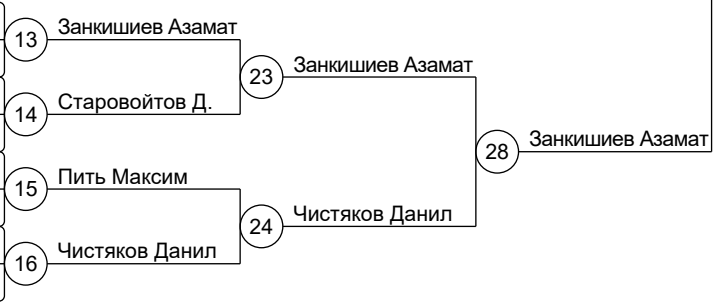 13 Занкишиев Азамат
23 Занкишиев Азамат
14 Старовойтов Д.
28 Занкишиев Азамат
15 Пить Максим
24 Чистяков Данил
16 Чистяков Данил